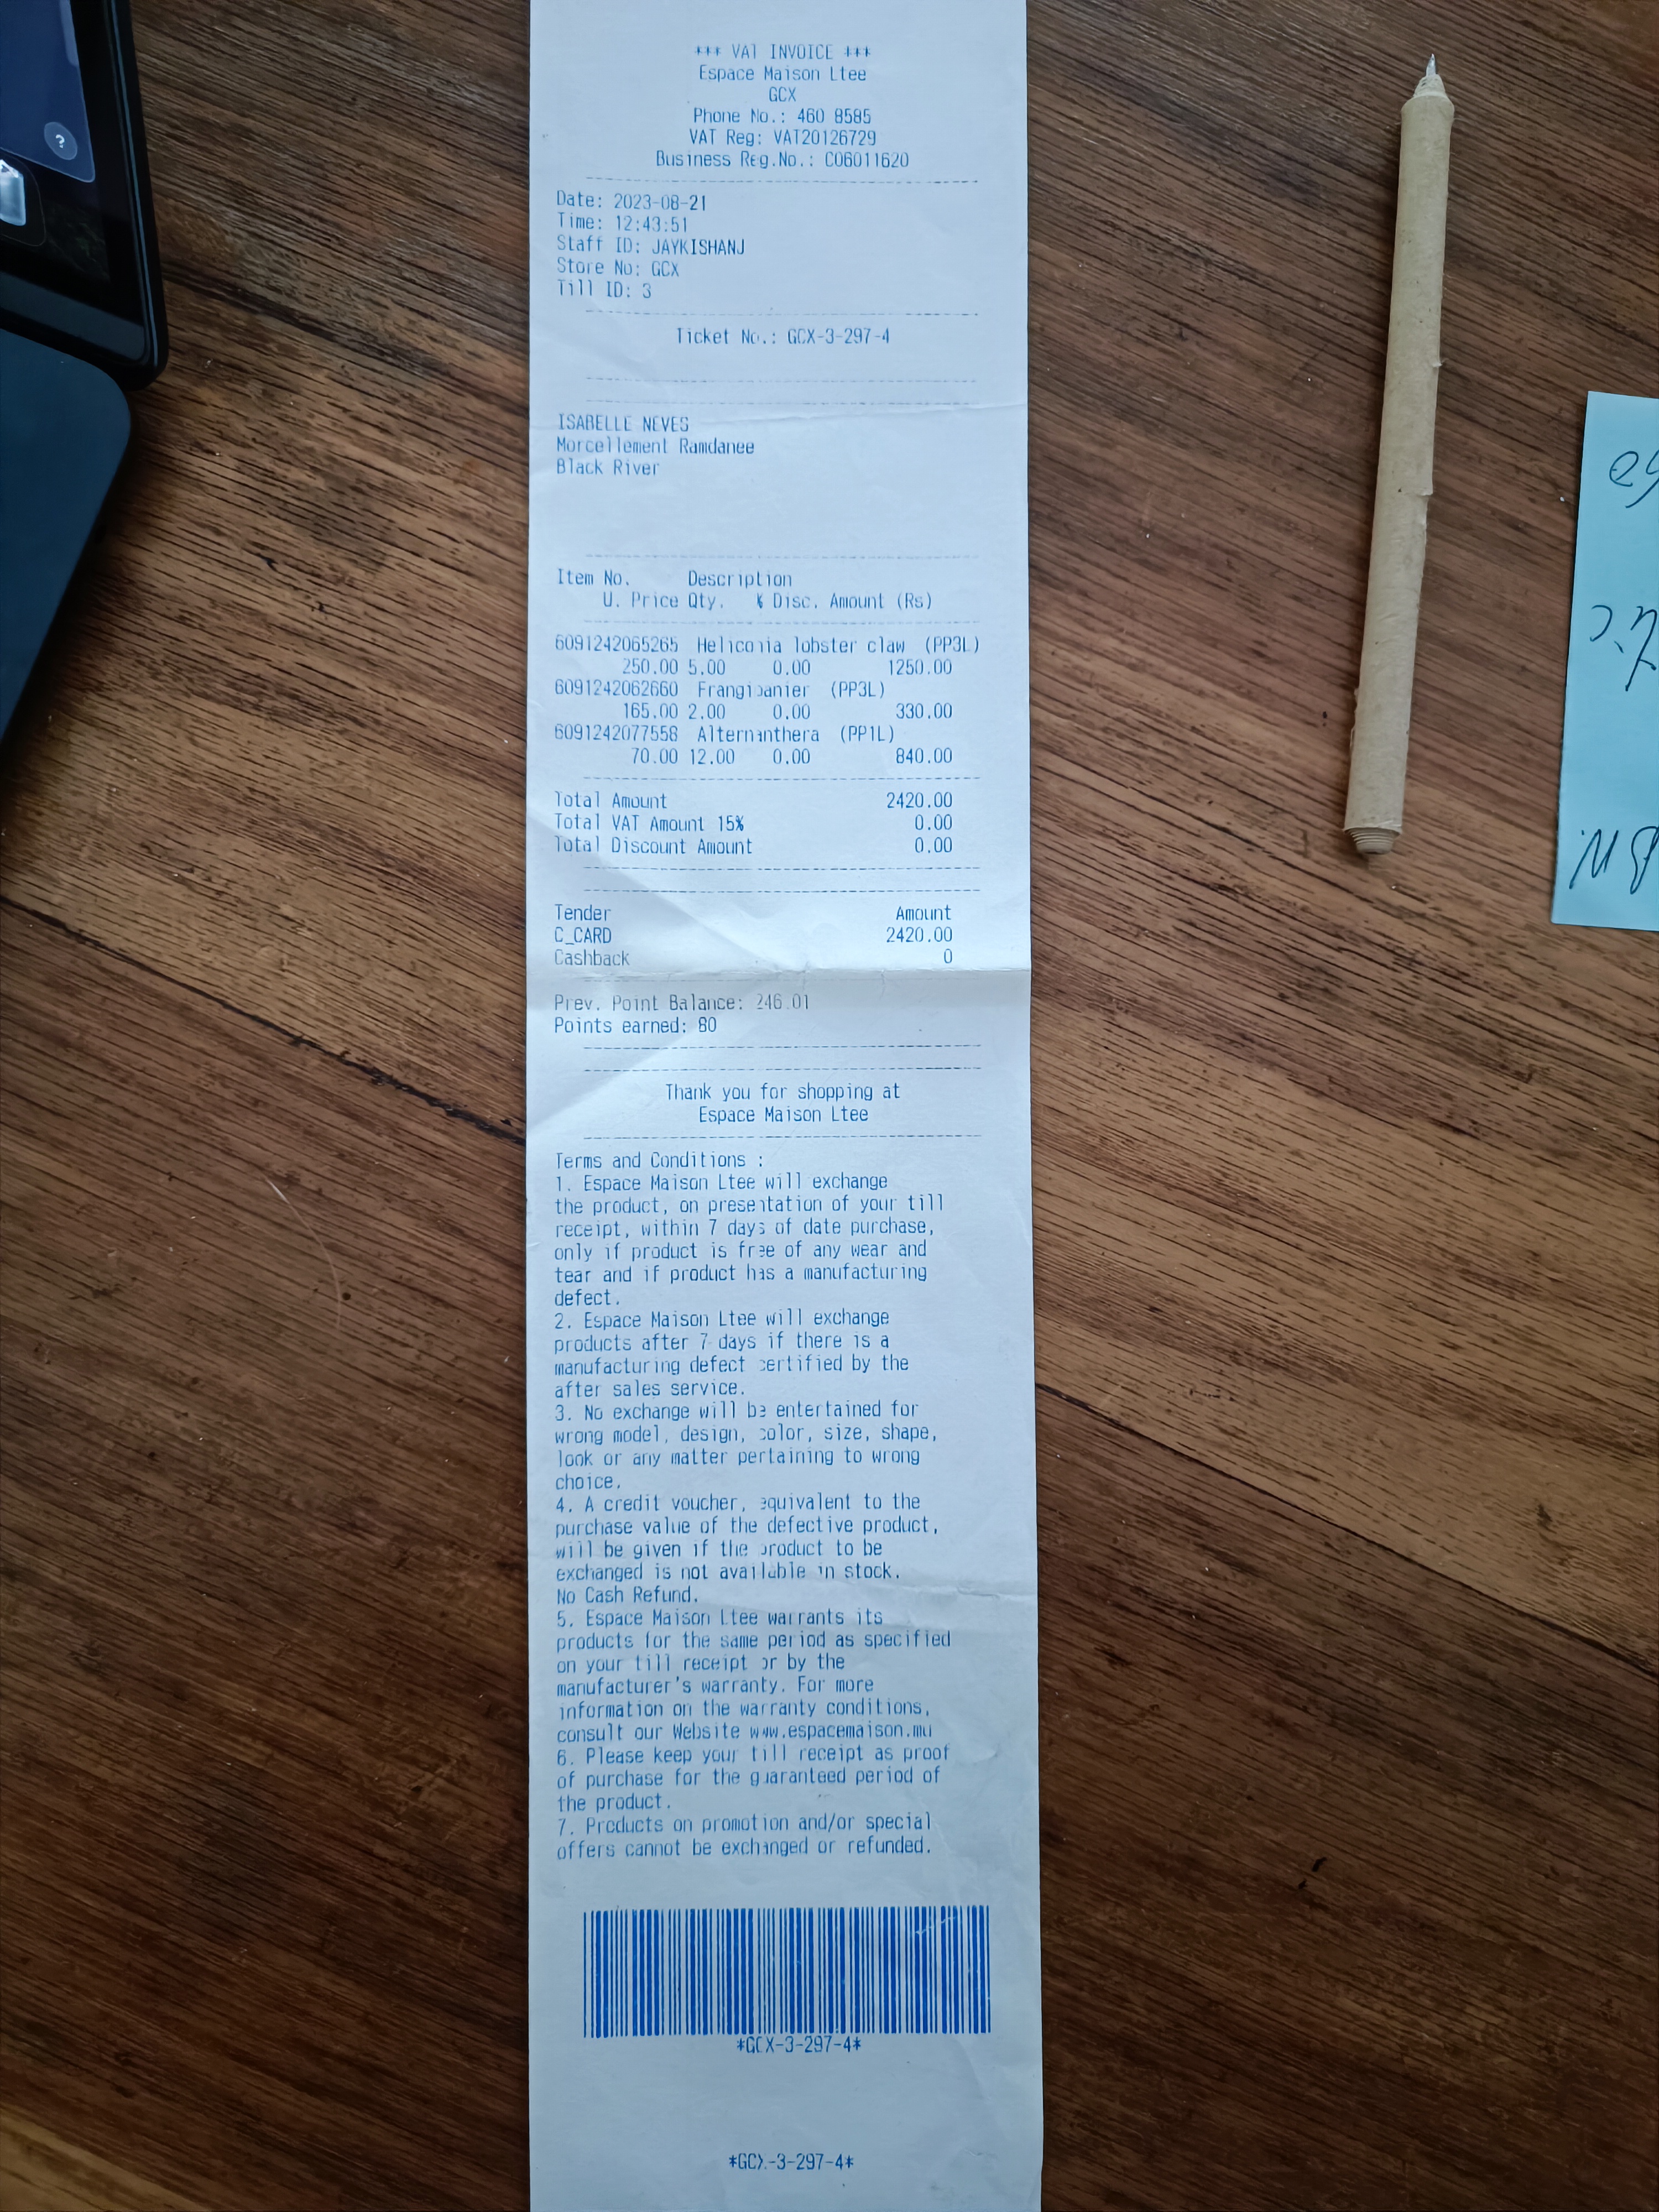 *** VAT INVOICE ***
Espace Maison Ltee
GCX
Phone No.: 460 8585
VAT Reg: VAT20126729
Business Reg.No.: C06011620
Date: 2023-08-21
Time: 12:43:51
Staff ID: JAYKISHANJ
Store No: GCX
Till ID: 3
Ticket No.: GCX-3-297-4
ISABELLE NEVES
Morcellement Ramdanee
Black River
Item No. Description
U. Price Qty. % Disc. Amount (Rs)
6091242065265 Heliconia lobster claw (PP3L)
250.00 5.00 0.00 1250.00
6091242062660 Frangipanier (PP3L)
165.00 2.00 0.00 330.00
6091242077558 Alternanthera (PP1L)
70.00 12.00 0.00 840.00
Total Amount 2420.00
Total VAT Amount 15% 0.00
Total Discount Amount 0.00
Tender Amount
C_CARD 2420.00
Cashback 0
Prev. Point Balance: 246.01
Points earned: 80
Thank you for shopping at
Espace Maison Ltee
Terms and Conditions :
1. Espace Maison Ltee will exchange
the product, on presentation of your till
receipt, within 7 days of date purchase,
only if product is free of any wear and
tear and if product has a manufacturing
defect.
2. Espace Maison Ltee will exchange
products after 7 days if there is a
manufacturing defect certified by the
after sales service.
3. No exchange will be entertained for
wrong model, design, color, size, shape,
look or any matter pertaining to wrong
choice.
4. A credit voucher, equivalent to the
purchase value of the defective product,
will be given if the product to be
exchanged is not available in stock.
No Cash Refund.
5. Espace Maison Ltee warrants its
products for the same period as specified
on your till receipt or by the
manufacturer's warranty. For more
information on the warranty conditions,
consult our Website www.espacemaison.mu
6. Please keep your till receipt as proof
of purchase for the guaranteed period of
the product.
7. Products on promotion and/or special
offers cannot be exchanged or refunded.
*GCX-3-297-4*
*GCX-3-297-4*